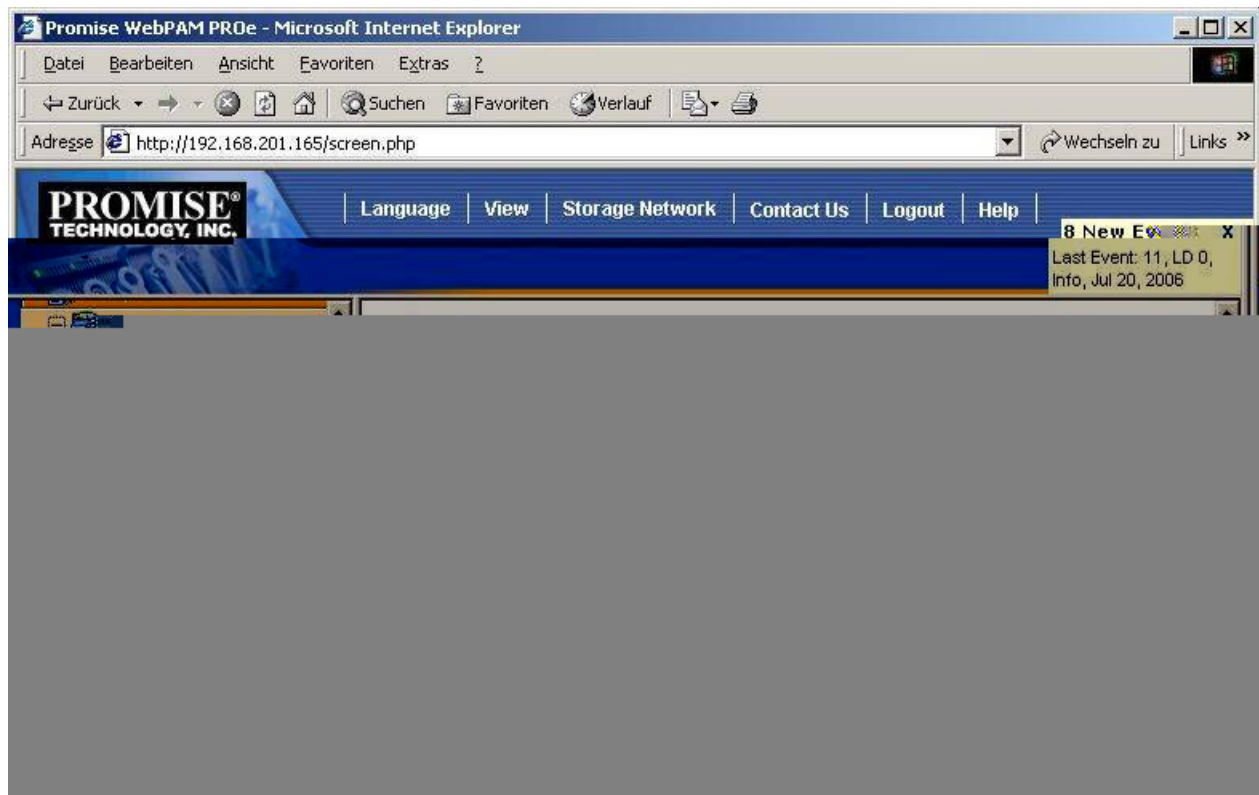 Promise WebPAM PROe - Microsoft Internet Explorer
Datei Bearbeiten Ansicht Favoriten Extras ?
Zurück Suchen Favoriten Verlauf
Adresse http://192.168.201.165/screen.php Wechseln zu Links »
PROMISE®
TECHNOLOGY, INC.
Language View Storage Network Contact Us Logout Help
8 New X
Last Event: 11, LD 0,
Info, Jul 20, 2006